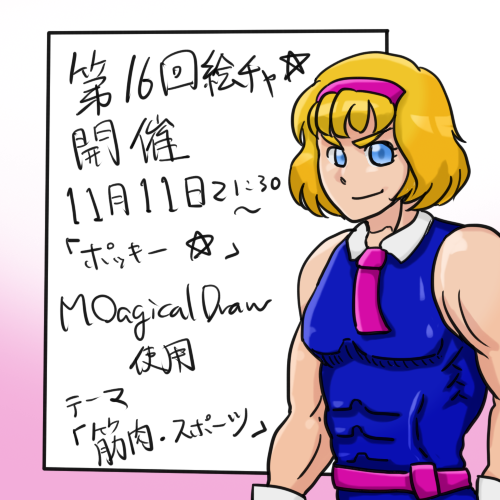 第16回絵チャ☆
開催
11月11日21:30
～
「ポッキー☆」
MOagicalDraw
使用
テーマ
「筋肉・スポーツ」